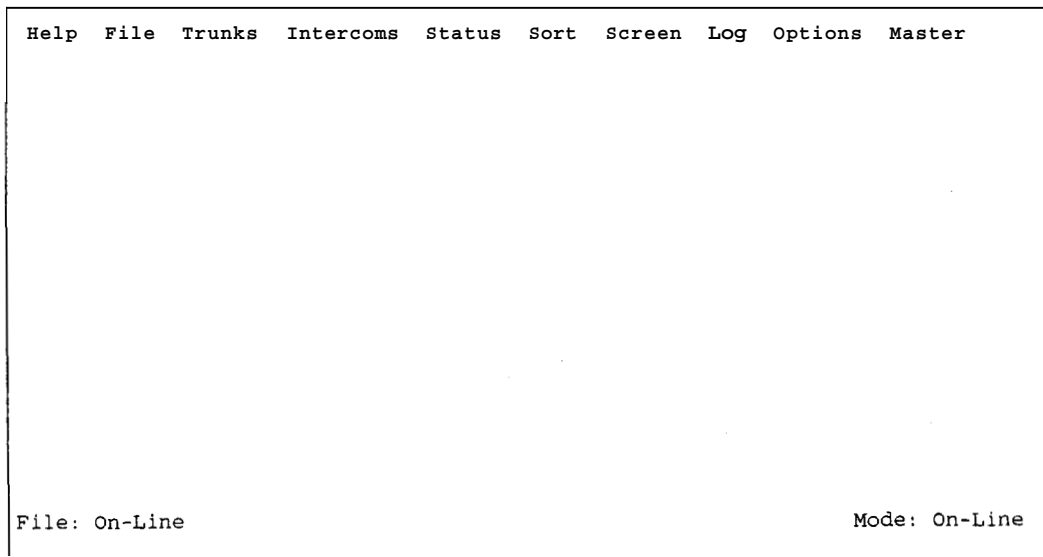 Help File Trunks Intercoms Status Sort Screen Log Options Master
File: On-Line Mode: On-Line